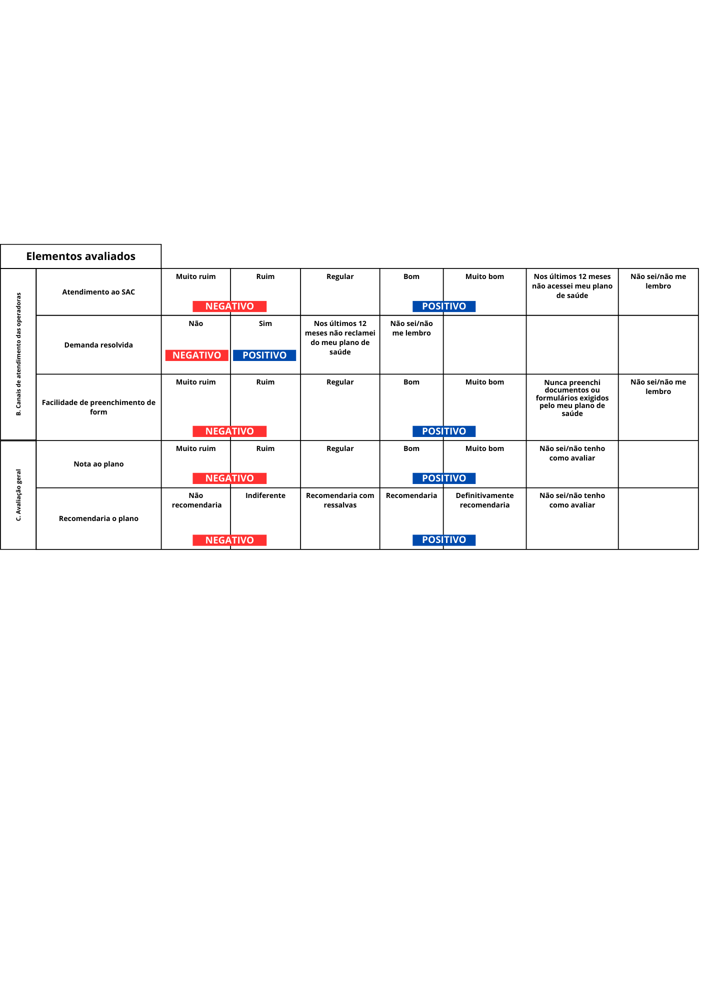 Elementos avaliados
B. Canais de atendimento das operadoras
Atendimento ao SAC
Muito ruim
Ruim
NEGATIVO
Regular
Bom
Muito bom
POSITIVO
Nos últimos 12 meses
não acessei meu plano
de saúde
Não sei/não me
lembro
Demanda resolvida
Não
NEGATIVO
Sim
POSITIVO
Nos últimos 12
meses não reclamei
do meu plano de
saúde
Não sei/não
me lembro
Facilidade de preenchimento de
form
Muito ruim
Ruim
NEGATIVO
Regular
Bom
Muito bom
POSITIVO
Nunca preenchi
documentos ou
formulários exigidos
pelo meu plano de
saúde
Não sei/não me
lembro
C. Avaliação geral
Nota ao plano
Muito ruim
Ruim
NEGATIVO
Regular
Bom
Muito bom
POSITIVO
Não sei/não tenho
como avaliar
Recomendaria o plano
Não
recomendaria
Indiferente
NEGATIVO
Recomendaria com
ressalvas
Recomendaria
Definitivamente
recomendaria
POSITIVO
Não sei/não tenho
como avaliar